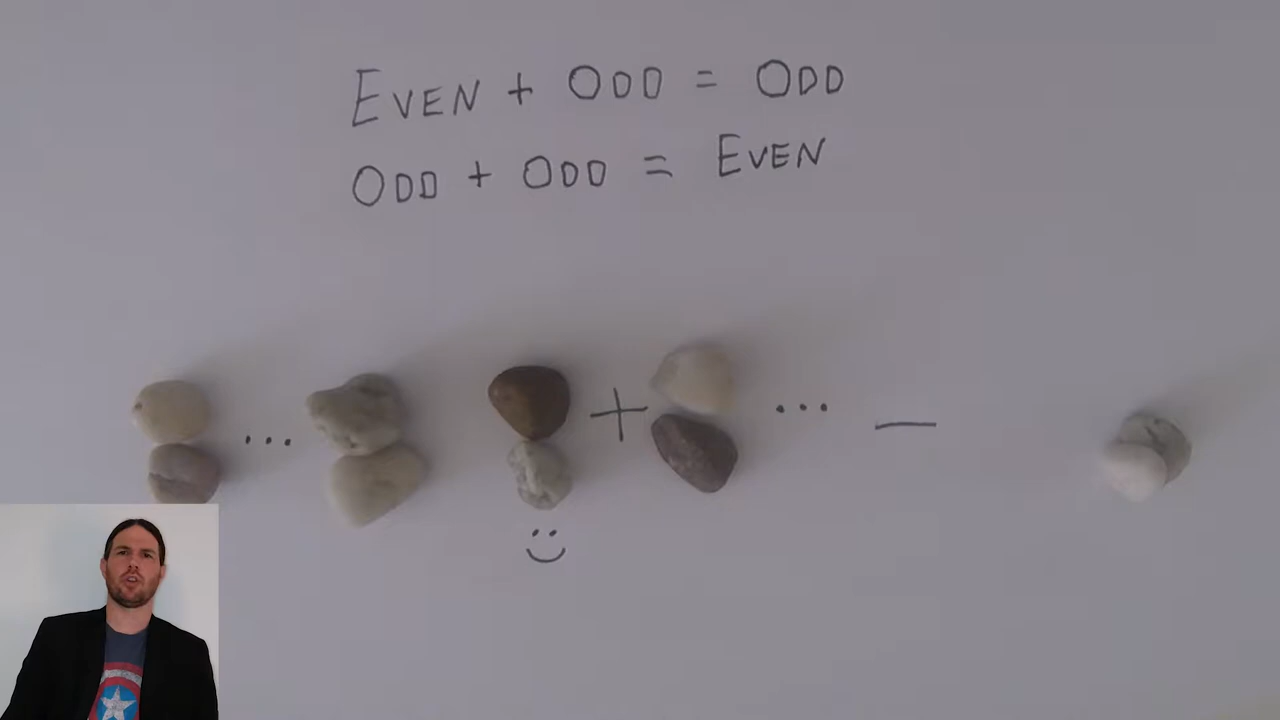 EVEN + ODD = ODD
ODD + ODD = EVEN
... + ... —